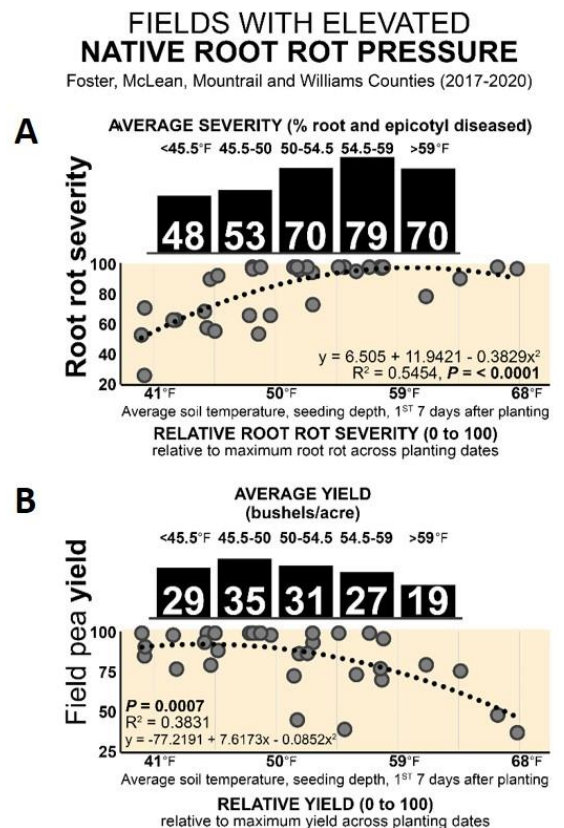 FIELDS WITH ELEVATED
NATIVE ROOT ROT PRESSURE
Foster, McLean, Mountrail and Williams Counties (2017-2020)
A
AVERAGE SEVERITY (% root and epicotyl diseased)
<45.5°F 45.5-50 50-54.5 54.5-59 >59°F
48 53 70 79 70
Root rot severity
100
80
60
40
20
y = 6.505 + 11.9421 - 0.3829x²
R² = 0.5454, P = < 0.0001
41°F 50°F 59°F 68°F
Average soil temperature, seeding depth, 1ST 7 days after planting
RELATIVE ROOT ROT SEVERITY (0 to 100)
relative to maximum root rot across planting dates
B
AVERAGE YIELD
(bushels/acre)
<45.5°F 45.5-50 50-54.5 54.5-59 >59°F
29 35 31 27 19
Field pea yield
100
75
50
25
P = 0.0007
R² = 0.3831
y = -77.2191 + 7.6173x - 0.0852x²
41°F 50°F 59°F 68°F
Average soil temperature, seeding depth, 1ST 7 days after planting
RELATIVE YIELD (0 to 100)
relative to maximum yield across planting dates